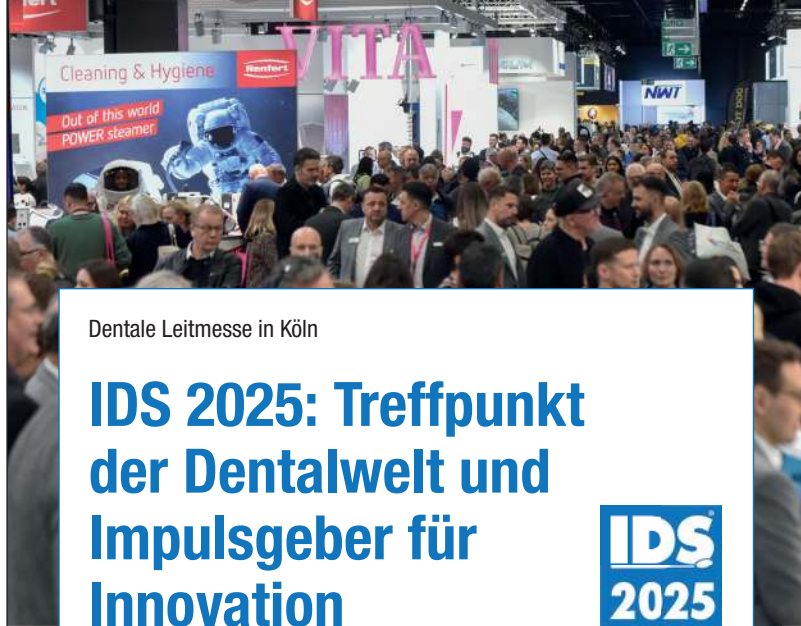 Cleaning & Hygiene
Renfert
Out of this world
POWER steamer
VITA
NWT
Dentale Leitmesse in Köln
IDS 2025: Treffpunkt
der Dentalwelt und
Impulsgeber für
Innovation
IDS
2025